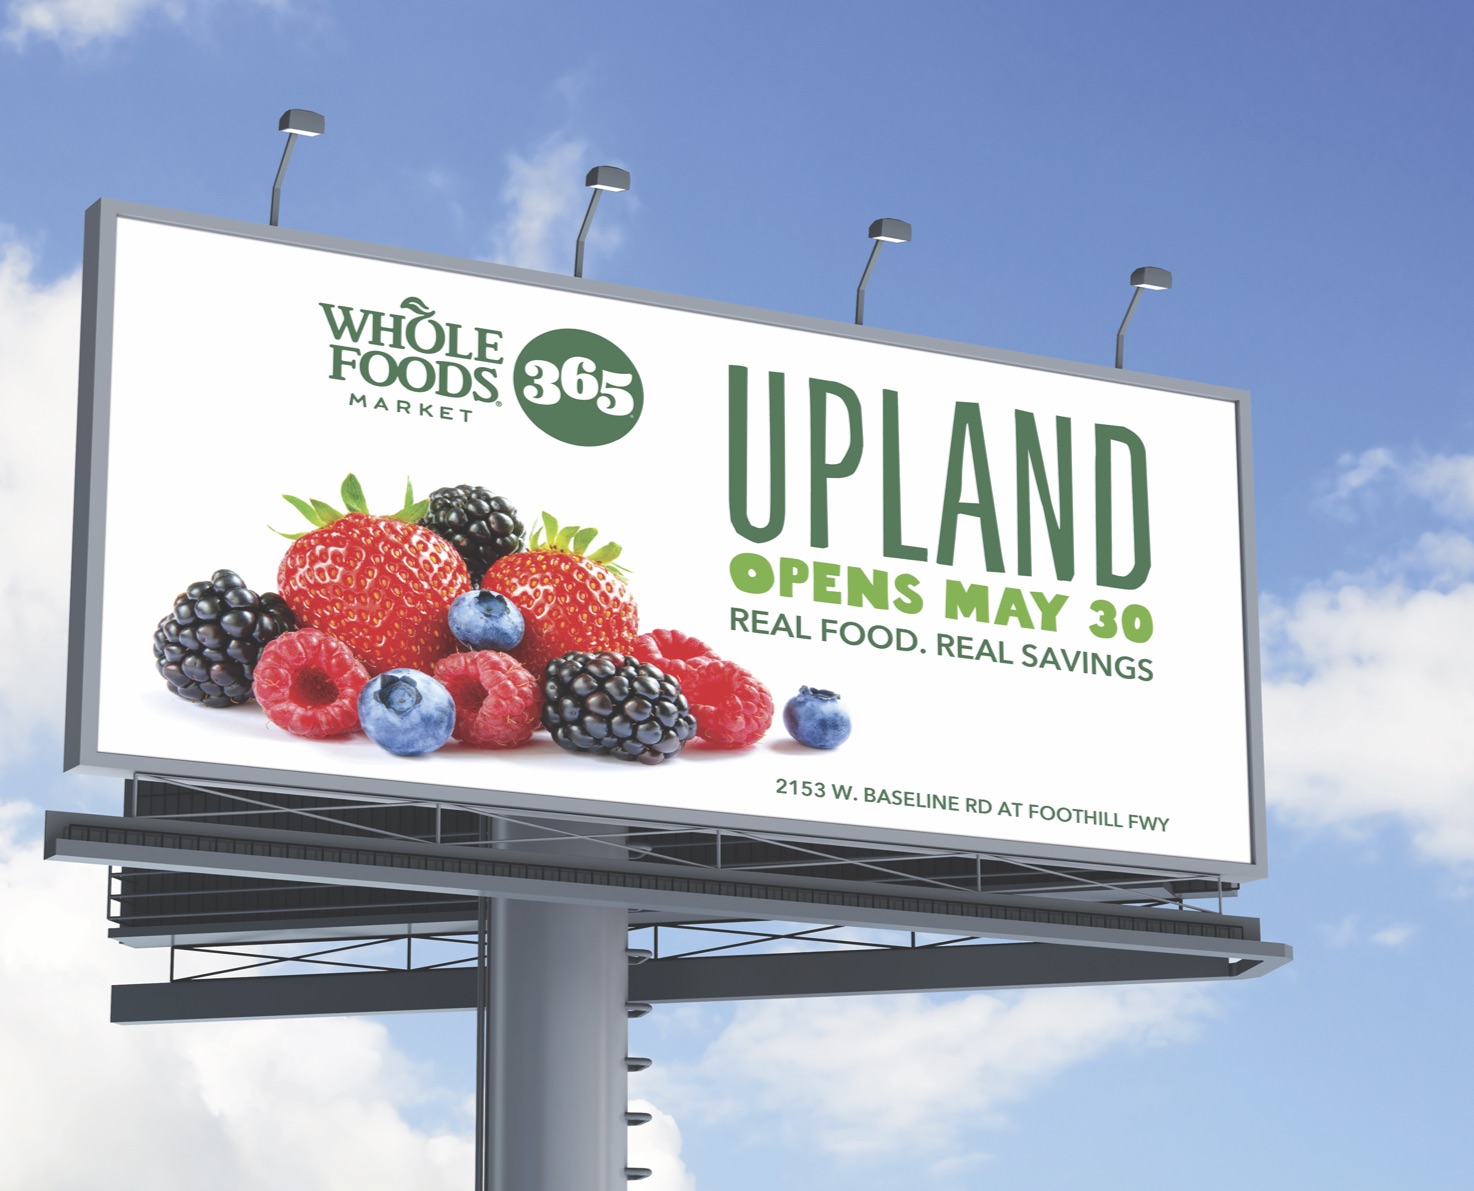 WHOLE
FOODS®
MARKET
365®
UPLAND
OPENS MAY 30
REAL FOOD. REAL SAVINGS
2153 W. BASELINE RD AT FOOTHILL FWY